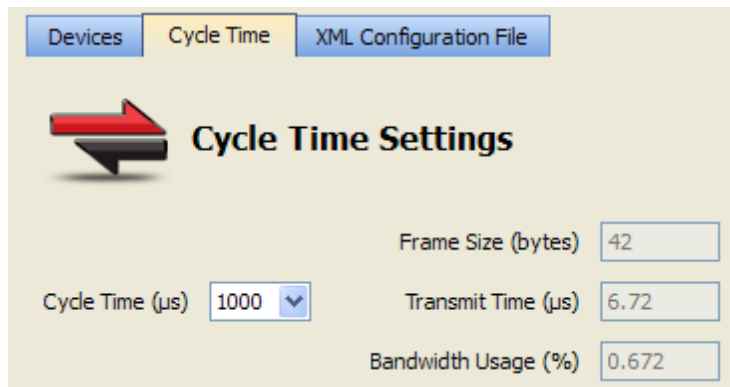 Devices Cycle Time XML Configuration File
Cycle Time Settings
Frame Size (bytes) 42
Cycle Time (µs) 1000 Transmit Time (µs) 6.72
Bandwidth Usage (%) 0.672